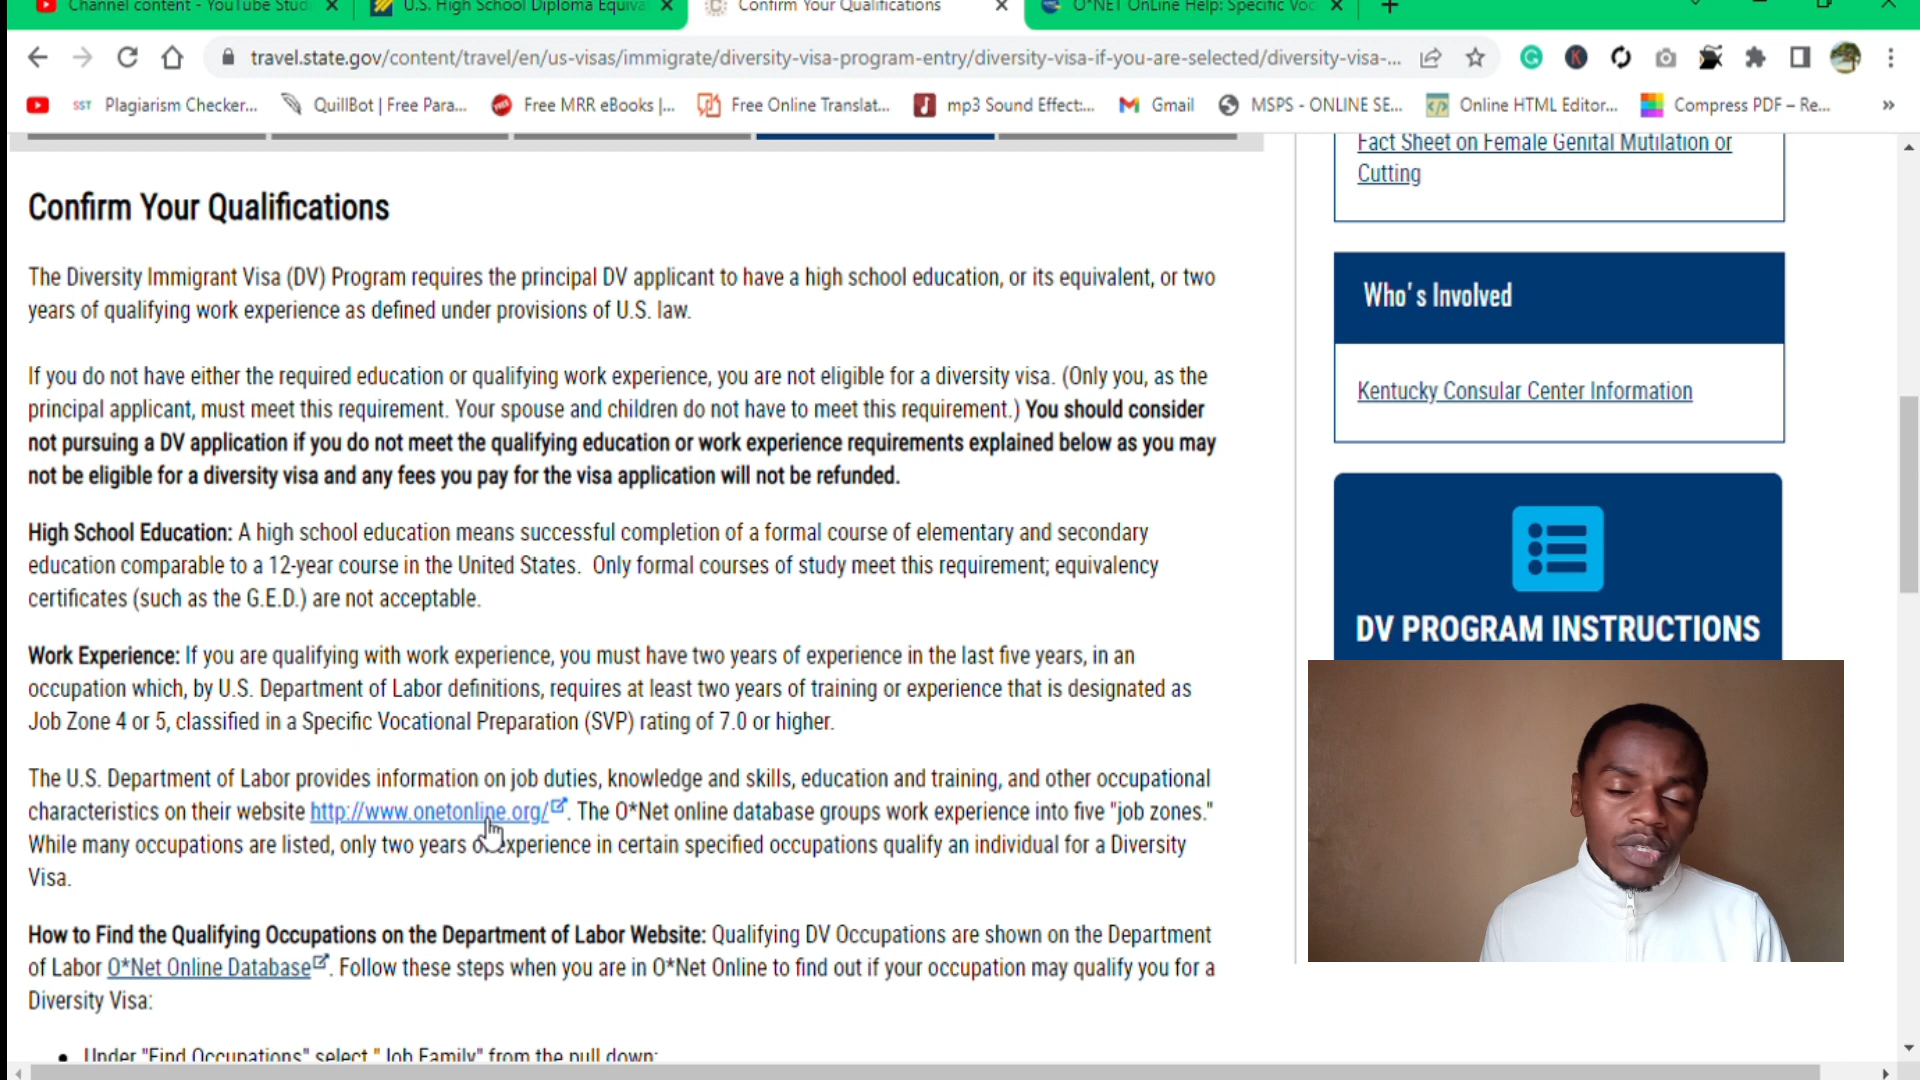 Channel content - YouTube Stud
U.S. High School Diploma Equiva
Confirm Your Qualifications
O*NET OnLine Help: Specific Voc
travel.state.gov/content/travel/en/us-visas/immigrate/diversity-visa-program-entry/diversity-visa-if-you-are-selected/diversity-visa-...
SST Plagiarism Checker...
QuillBot | Free Para...
Free MRR eBooks |...
Free Online Translat...
mp3 Sound Effect:...
Gmail
MSPS - ONLINE SE...
Online HTML Editor...
Compress PDF – Re...
»
Fact Sheet on Female Genital Mutilation or
Cutting
Confirm Your Qualifications
The Diversity Immigrant Visa (DV) Program requires the principal DV applicant to have a high school education, or its equivalent, or two
years of qualifying work experience as defined under provisions of U.S. law.
If you do not have either the required education or qualifying work experience, you are not eligible for a diversity visa. (Only you, as the
principal applicant, must meet this requirement. Your spouse and children do not have to meet this requirement.) You should consider
not pursuing a DV application if you do not meet the qualifying education or work experience requirements explained below as you may
not be eligible for a diversity visa and any fees you pay for the visa application will not be refunded.
High School Education: A high school education means successful completion of a formal course of elementary and secondary
education comparable to a 12-year course in the United States. Only formal courses of study meet this requirement; equivalency
certificates (such as the G.E.D.) are not acceptable.
Work Experience: If you are qualifying with work experience, you must have two years of experience in the last five years, in an
occupation which, by U.S. Department of Labor definitions, requires at least two years of training or experience that is designated as
Job Zone 4 or 5, classified in a Specific Vocational Preparation (SVP) rating of 7.0 or higher.
The U.S. Department of Labor provides information on job duties, knowledge and skills, education and training, and other occupational
characteristics on their website http://www.onetonline.org/. The O*Net online database groups work experience into five "job zones."
While many occupations are listed, only two years of experience in certain specified occupations qualify an individual for a Diversity
Visa.
How to Find the Qualifying Occupations on the Department of Labor Website: Qualifying DV Occupations are shown on the Department
of Labor O*Net Online Database. Follow these steps when you are in O*Net Online to find out if your occupation may qualify you for a
Diversity Visa:
• Under "Find Occupations" select " Job Family" from the pull down;
Who's Involved
Kentucky Consular Center Information
DV PROGRAM INSTRUCTIONS